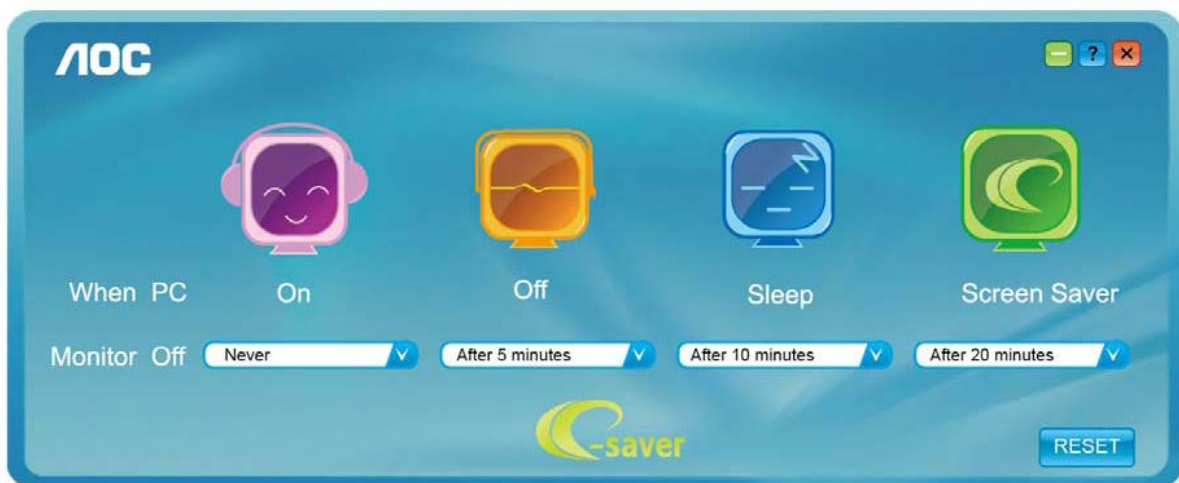 AOC
?
When PC On Off Sleep Screen Saver
Monitor Off Never After 5 minutes After 10 minutes After 20 minutes
e-saver
RESET